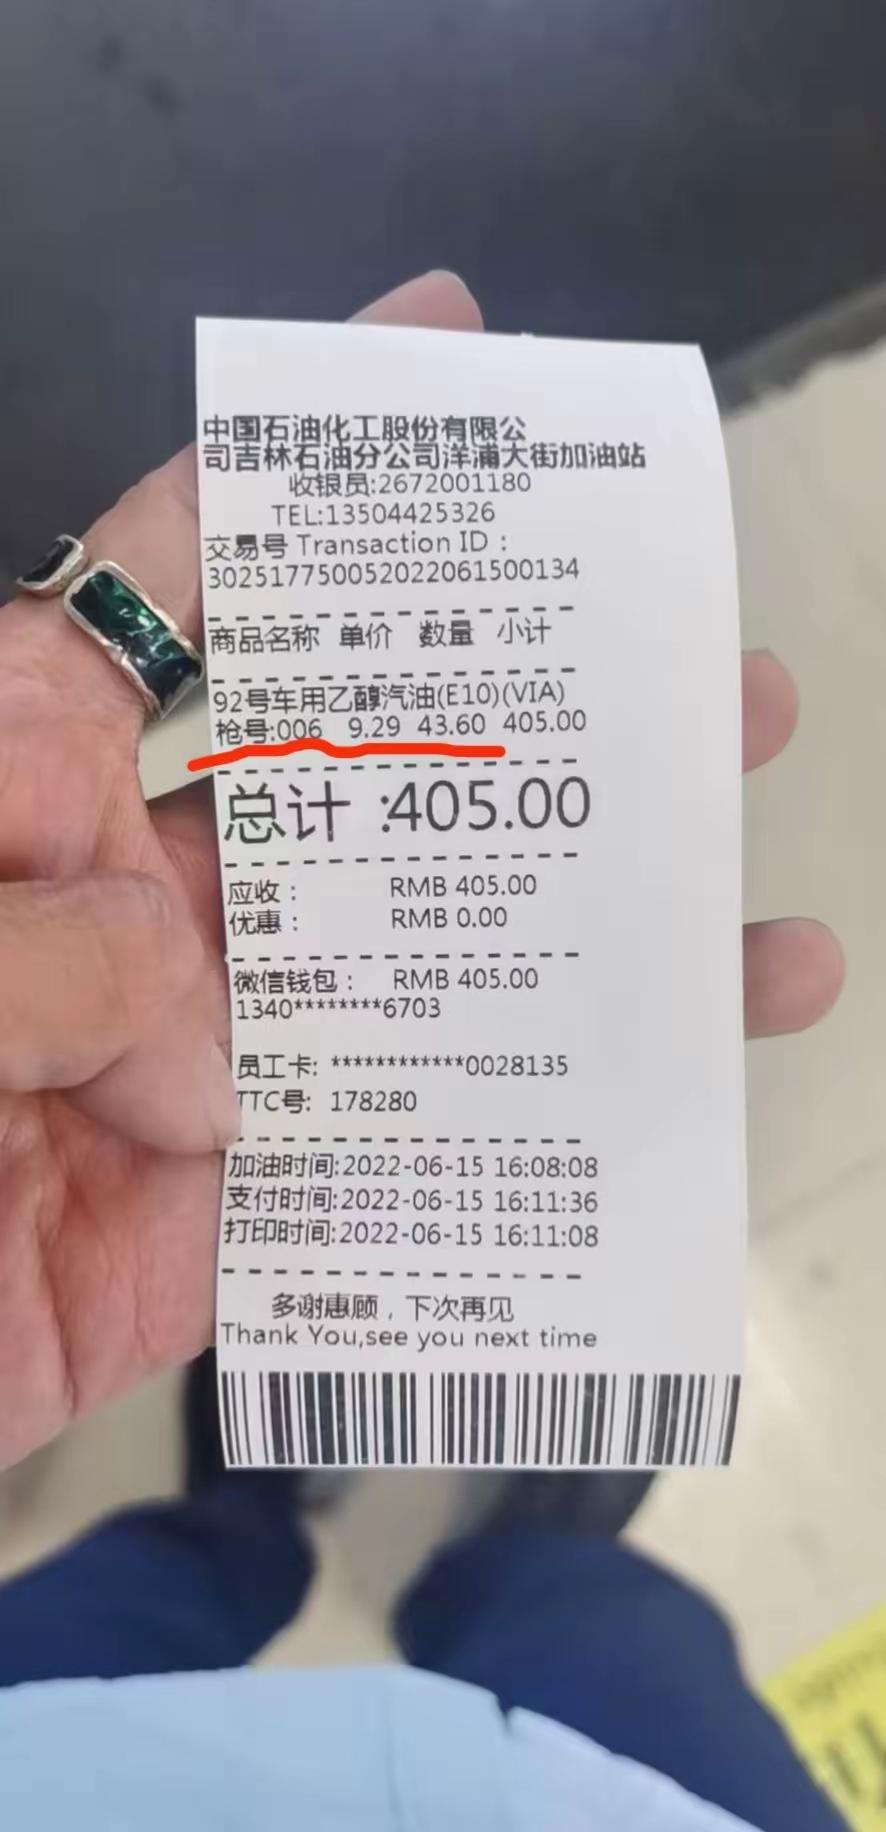 中国石油化工股份有限公
司吉林石油分公司洋浦大街加油站
收银员:2672001180
TEL:13504425326
交易号 Transaction ID :
302517750052022061500134
商品名称 单价 数量 小计
92号车用乙醇汽油(E10)(VIA)
枪号:006 9.29 43.60 405.00
总计 :405.00
应收： RMB 405.00
优惠： RMB 0.00
微信钱包： RMB 405.00
1340********6703
员工卡: ************0028135
TTC号: 178280
加油时间:2022-06-15 16:08:08
支付时间:2022-06-15 16:11:36
打印时间:2022-06-15 16:11:08
多谢惠顾，下次再见
Thank You,see you next time